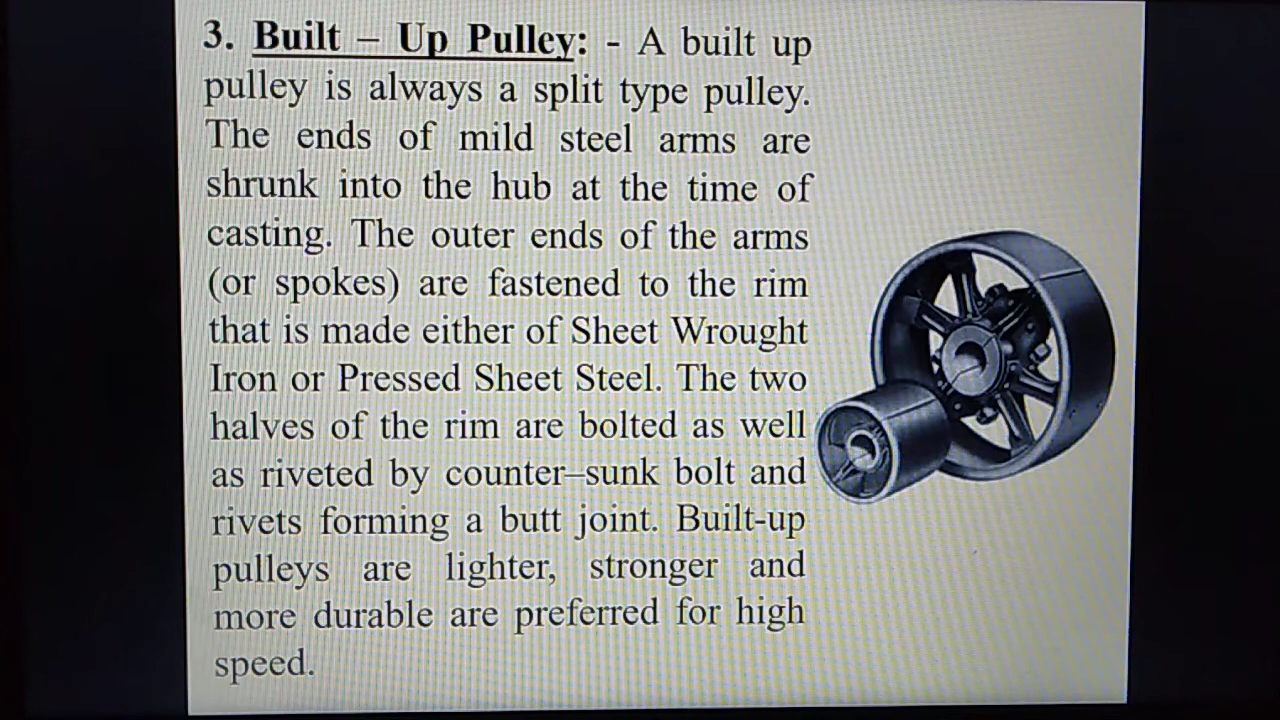 3. Built – Up Pulley: - A built up
pulley is always a split type pulley.
The ends of mild steel arms are
shrunk into the hub at the time of
casting. The outer ends of the arms
(or spokes) are fastened to the rim
that is made either of Sheet Wrought
Iron or Pressed Sheet Steel. The two
halves of the rim are bolted as well
as riveted by counter–sunk bolt and
rivets forming a butt joint. Built-up
pulleys are lighter, stronger and
more durable are preferred for high
speed.